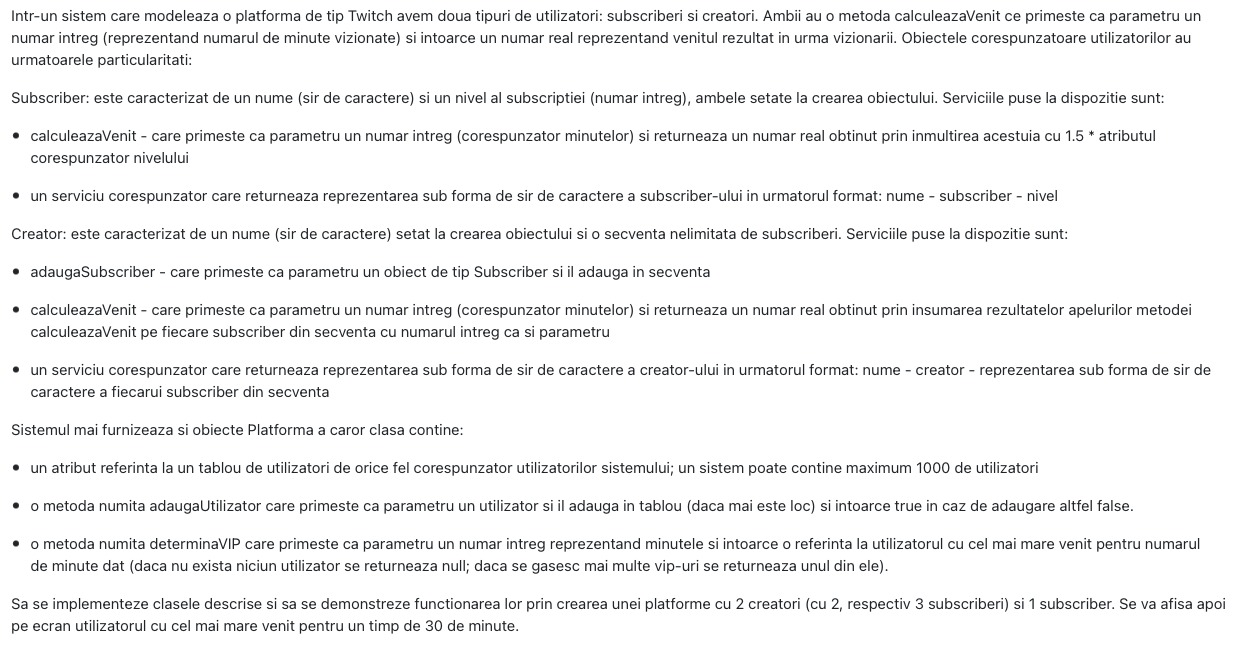 Intr-un sistem care modeleaza o platforma de tip Twitch avem doua tipuri de utilizatori: subscriberi si creatori. Ambii au o metoda calculeazaVenit ce primeste ca parametru un
numar intreg (reprezentand numarul de minute vizionate) si intoarce un numar real reprezentand venitul rezultat in urma vizionarii. Obiectele corespunzatoare utilizatorilor au
urmatoarele particularitati:
Subscriber: este caracterizat de un nume (sir de caractere) si un nivel al subscriptiei (numar intreg), ambele setate la crearea obiectului. Serviciile puse la dispozitie sunt:
• calculeazaVenit - care primeste ca parametru un numar intreg (corespunzator minutelor) si returneaza un numar real obtinut prin inmultirea acestuia cu 1.5 * atributul
corespunzator nivelului
• un serviciu corespunzator care returneaza reprezentarea sub forma de sir de caractere a subscriber-ului in urmatorul format: nume - subscriber - nivel
Creator: este caracterizat de un nume (sir de caractere) setat la crearea obiectului si o secventa nelimitata de subscriberi. Serviciile puse la dispozitie sunt:
• adaugaSubscriber - care primeste ca parametru un obiect de tip Subscriber si il adauga in secventa
• calculeazaVenit - care primeste ca parametru un numar intreg (corespunzator minutelor) si returneaza un numar real obtinut prin insumarea rezultatelor apelurilor metodei
calculeazaVenit pe fiecare subscriber din secventa cu numarul intreg ca si parametru
• un serviciu corespunzator care returneaza reprezentarea sub forma de sir de caractere a creator-ului in urmatorul format: nume - creator - reprezentarea sub forma de sir de
caractere a fiecarui subscriber din secventa
Sistemul mai furnizeaza si obiecte Platforma a caror clasa contine:
• un atribut referinta la un tablou de utilizatori de orice fel corespunzator utilizatorilor sistemului; un sistem poate contine maximum 1000 de utilizatori
• o metoda numita adaugaUtilizator care primeste ca parametru un utilizator si il adauga in tablou (daca mai este loc) si intoarce true in caz de adaugare altfel false.
• o metoda numita determinaVIP care primeste ca parametru un numar intreg reprezentand minutele si intoarce o referinta la utilizatorul cu cel mai mare venit pentru numarul
de minute dat (daca nu exista niciun utilizator se returneaza null; daca se gasesc mai multe vip-uri se returneaza unul din ele).
Sa se implementeze clasele descrise si sa se demonstreze functionarea lor prin crearea unei platforme cu 2 creatori (cu 2, respectiv 3 subscriberi) si 1 subscriber. Se va afisa apoi
pe ecran utilizatorul cu cel mai mare venit pentru un timp de 30 de minute.